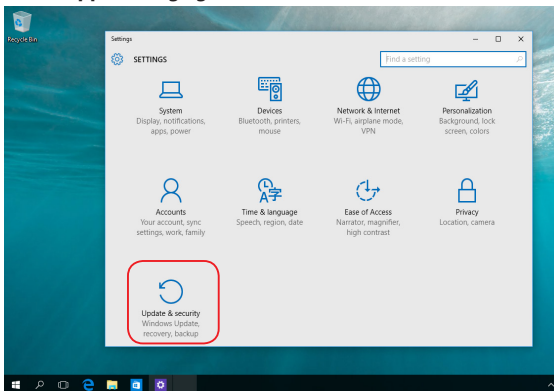 Recycle Bin
Settings
SETTINGS
Find a setting
System
Display, notifications,
apps, power
Devices
Bluetooth, printers,
mouse
Network & Internet
Wi-Fi, airplane mode,
VPN
Personalization
Background, lock
screen, colors
Accounts
Your account, sync
settings, work, family
Time & language
Speech, region, date
Ease of Access
Narrator, magnifier,
high contrast
Privacy
Location, camera
Update & security
Windows Update,
recovery, backup